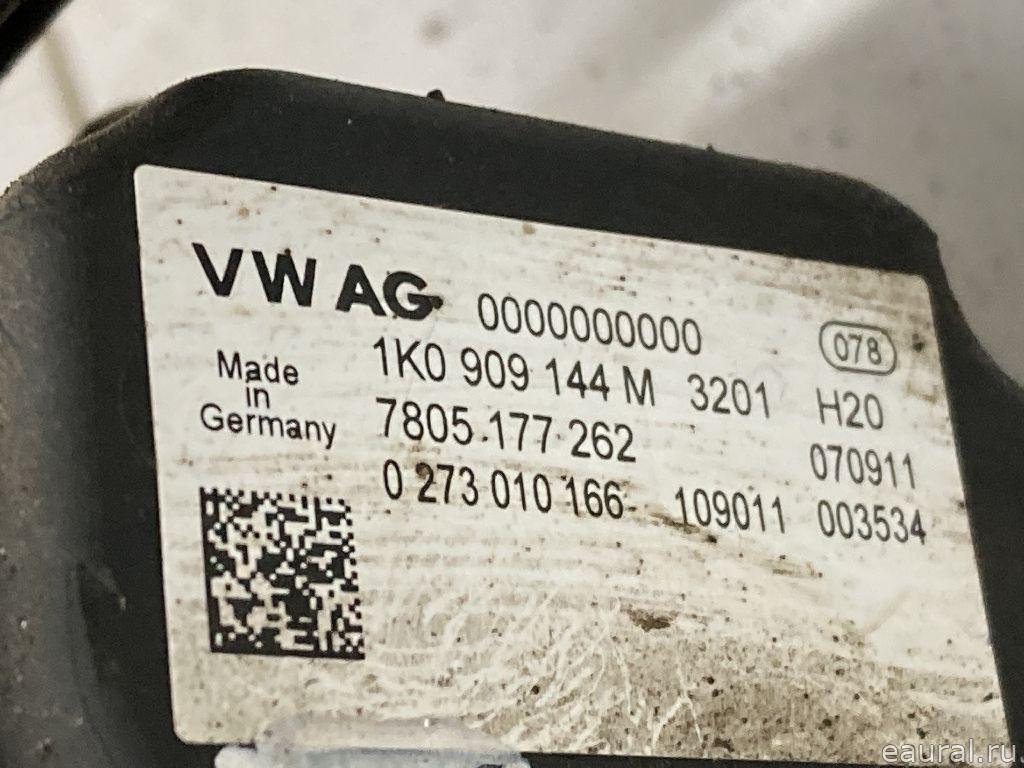 VW AG 0000000000 078
1K0 909 144 M 3201 H20
Made
in
Germany
7805.177.262 070911
0 273 010 166- 109011 003534
eaural.ru